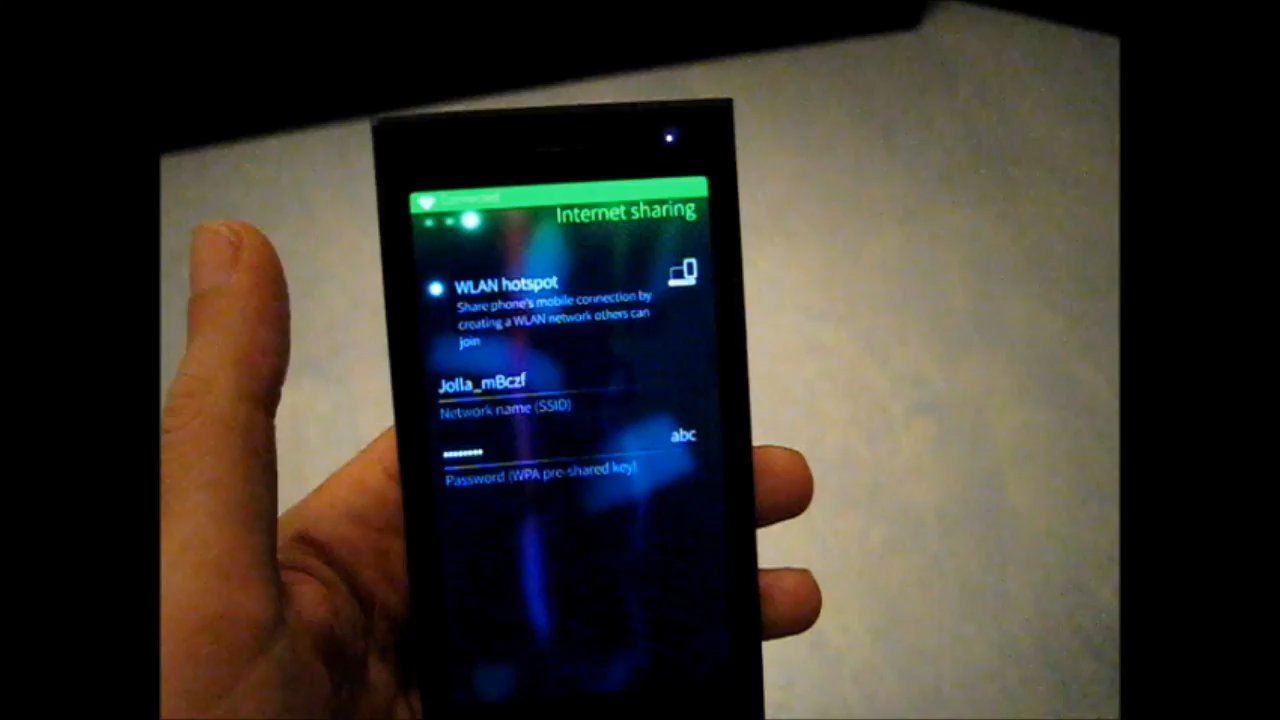 Connected
Internet sharing
WLAN hotspot
Share phone's mobile connection by
creating a WLAN network others can
join
Jolla_mBczf
Network name (SSID)
••••••••
abc
Password (WPA pre-shared key)